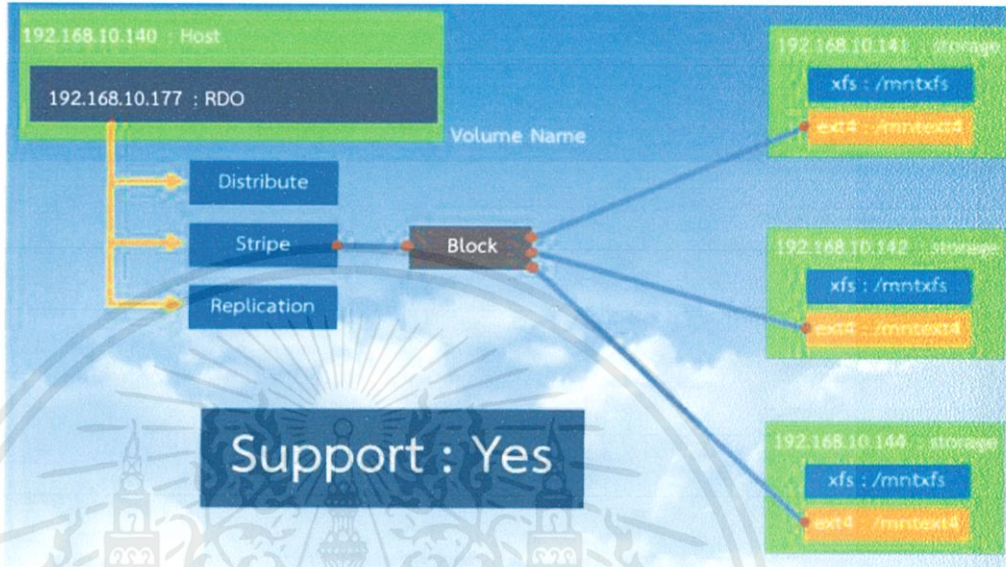 192.168.10.140 : Host
192.168.10.177 : RDO
Volume Name
Distribute
Stripe
Replication
Block
Support : Yes
192.168.10.141 : storage
xfs : /mntxfs
ext4 : /mntext4
192.168.10.142 : storage
xfs : /mntxfs
ext4 : /mntext4
192.168.10.144 : storage
xfs : /mntxfs
ext4 : /mntext4